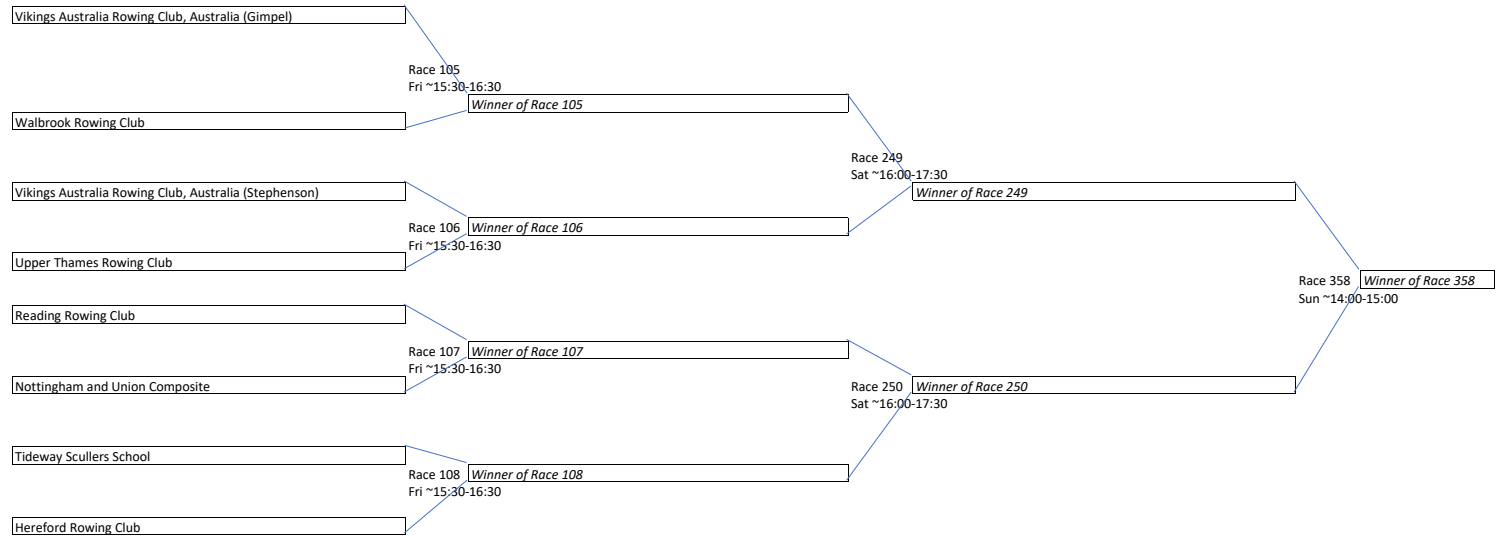 Vikings Australia Rowing Club, Australia (Gimpel)
Race 105
Fri ~15:30-16:30
Winner of Race 105
Walbrook Rowing Club
Race 249
Sat ~16:00-17:30
Winner of Race 249
Vikings Australia Rowing Club, Australia (Stephenson)
Race 106
Winner of Race 106
Fri ~15:30-16:30
Upper Thames Rowing Club
Race 358
Winner of Race 358
Sun ~14:00-15:00
Reading Rowing Club
Race 107
Winner of Race 107
Fri ~15:30-16:30
Nottingham and Union Composite
Race 250
Winner of Race 250
Sat ~16:00-17:30
Tideway Scullers School
Race 108
Winner of Race 108
Fri ~15:30-16:30
Hereford Rowing Club